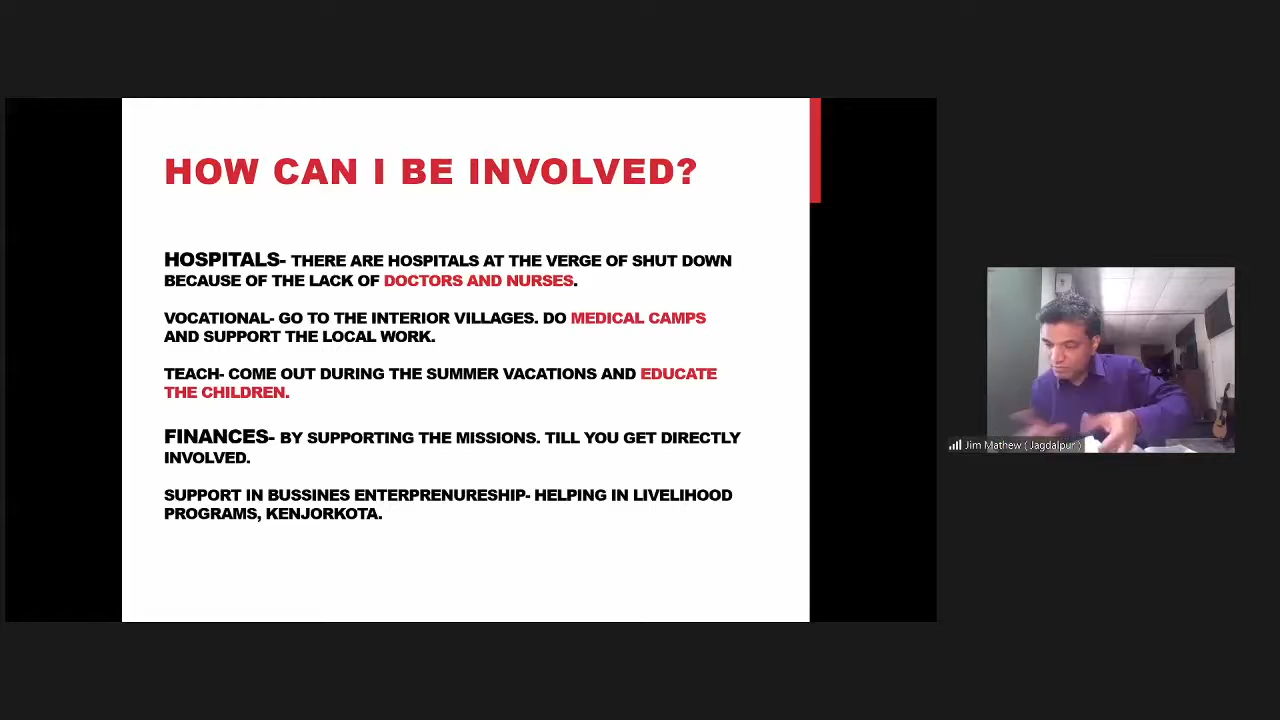 HOW CAN I BE INVOLVED?
HOSPITALS- THERE ARE HOSPITALS AT THE VERGE OF SHUT DOWN
BECAUSE OF THE LACK OF DOCTORS AND NURSES.
VOCATIONAL- GO TO THE INTERIOR VILLAGES. DO MEDICAL CAMPS
AND SUPPORT THE LOCAL WORK.
TEACH- COME OUT DURING THE SUMMER VACATIONS AND EDUCATE
THE CHILDREN.
FINANCES- BY SUPPORTING THE MISSIONS. TILL YOU GET DIRECTLY
INVOLVED.
SUPPORT IN BUSSINES ENTERPRENURESHIP- HELPING IN LIVELIHOOD
PROGRAMS, KENJORKOTA.
Jim Mathew ( Jagdalpur )